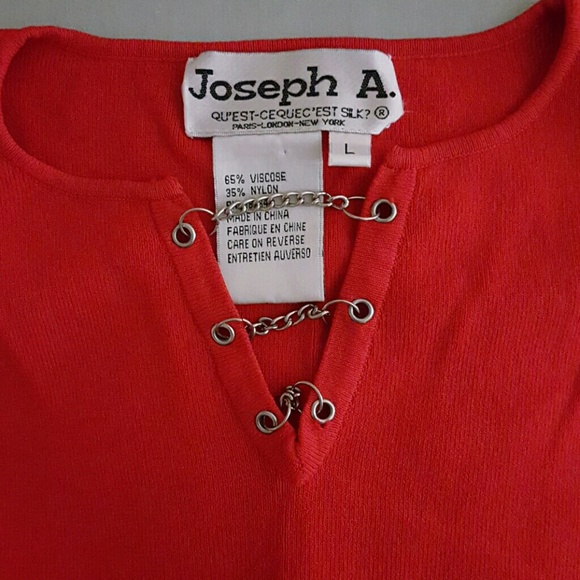 Joseph A.
QU'EST-CEQUEC'EST SILK? ®
PARIS-LONDON-NEW YORK
L
65% VISCOSE
35% NYLON
MADE IN CHINA
FABRIQUE EN CHINE
CARE ON REVERSE
ENTRETIEN AUVERSO